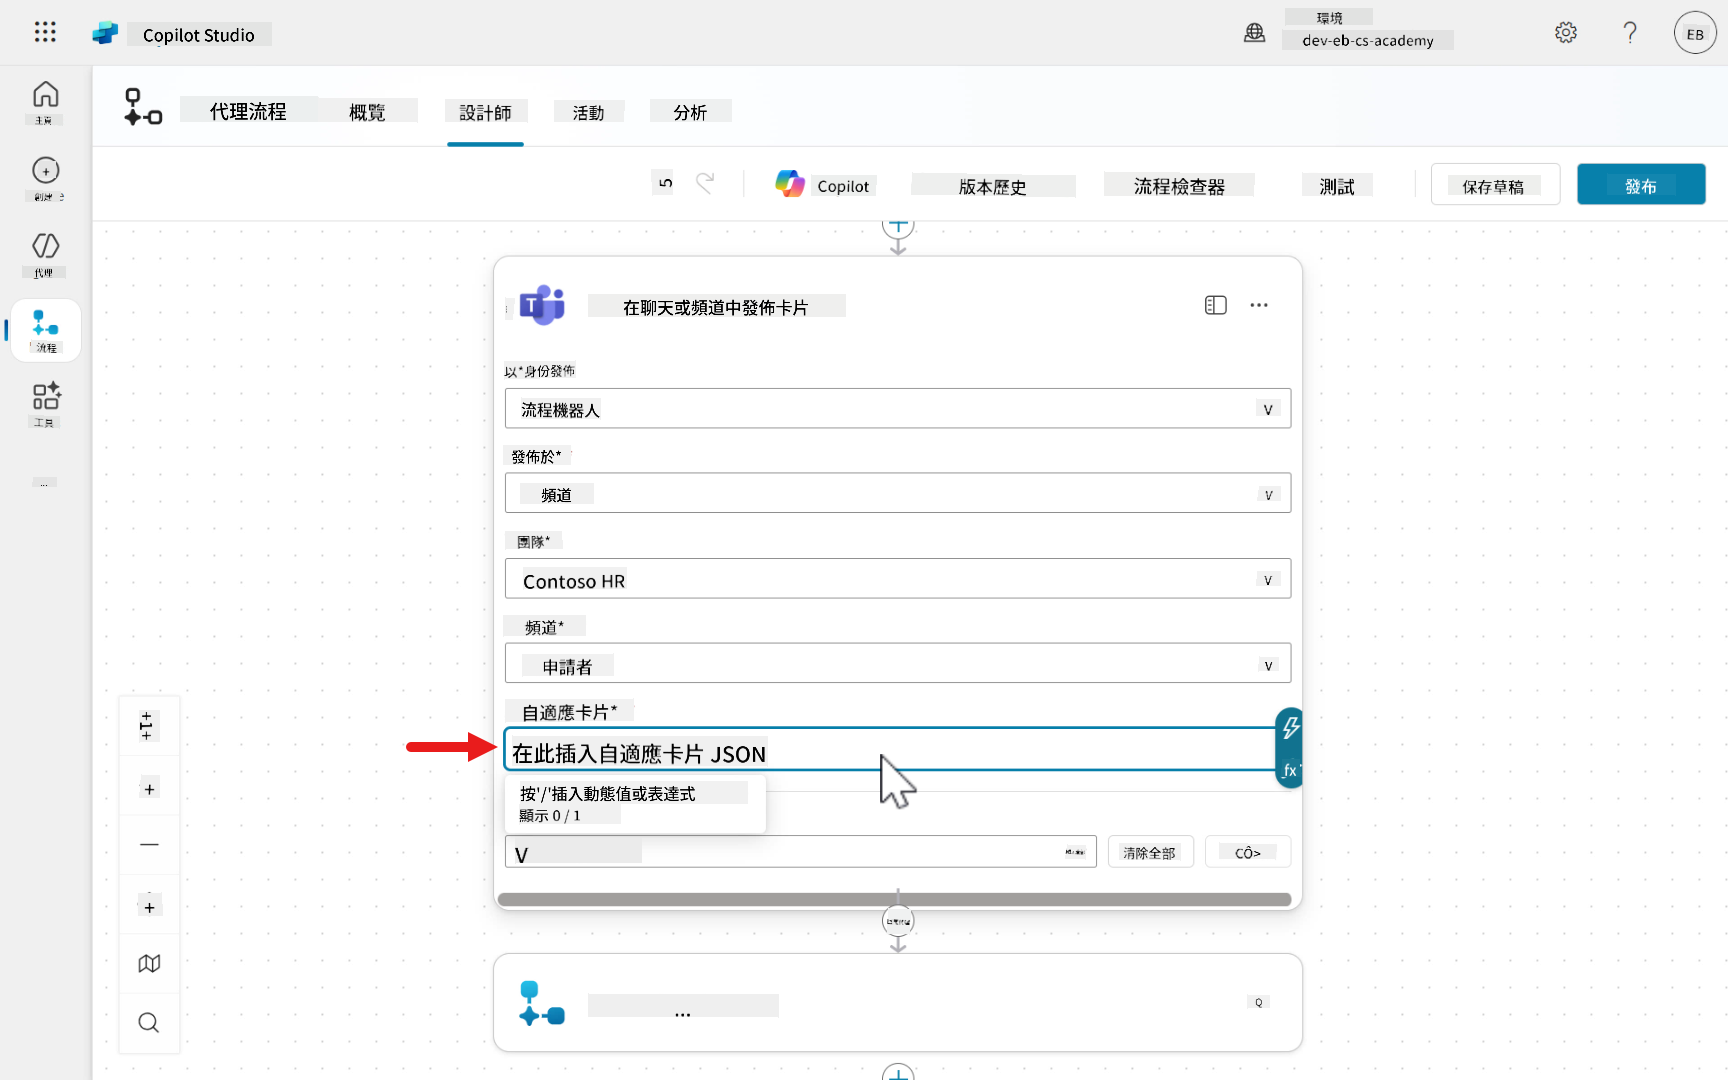 Copilot Studio
環境
dev-eb-cs-academy
EB
主頁
創建
代理
流程
工具
...
代理流程
概覽
設計師
活動
分析
5
Copilot
版本歷史
流程檢查器
測試
保存草稿
發布
在聊天或頻道中發佈卡片
以*身份發佈
流程機器人
V
發佈於*
頻道
V
團隊*
Contoso HR
V
頻道*
申請者
V
自適應卡片*
在此插入自適應卡片 JSON
fx
按'/'插入動態值或表達式
顯示 0 / 1
V
清除全部
CÔ>
...
Q